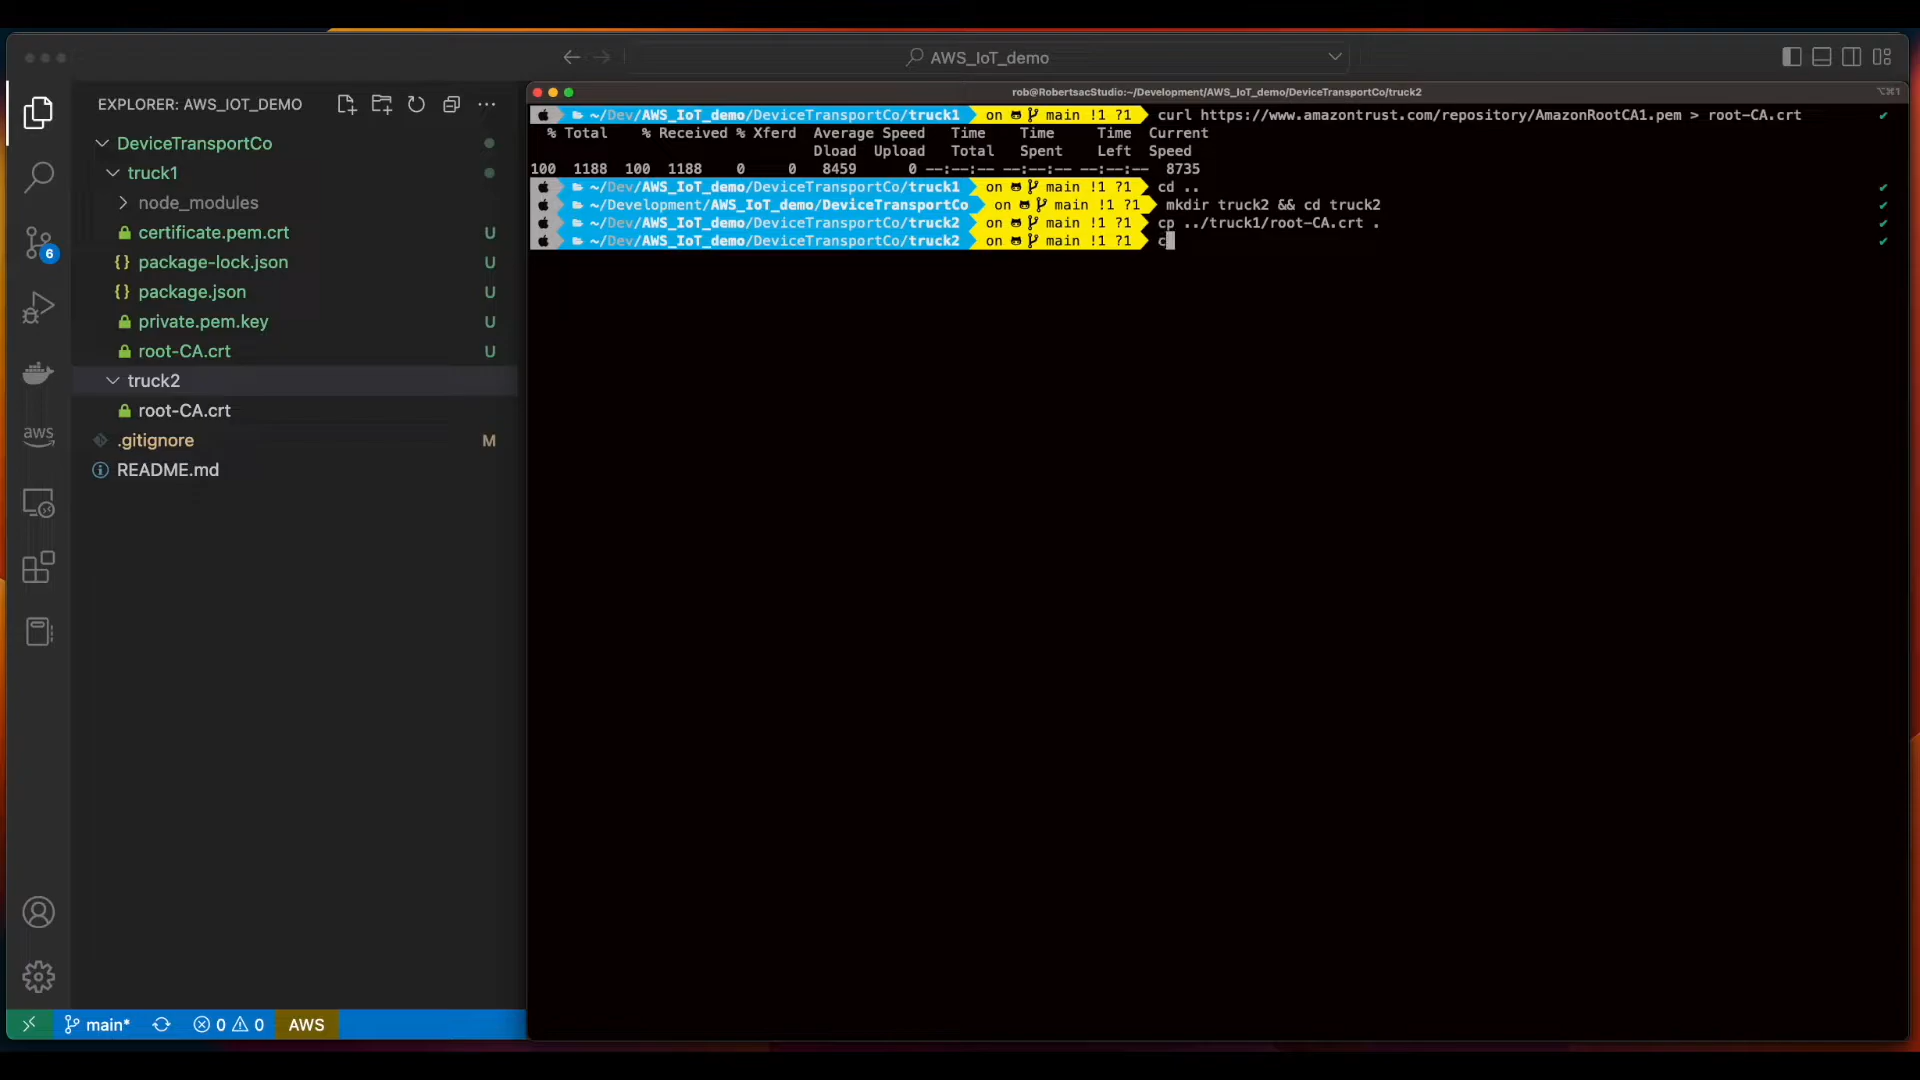 AWS_IoT_demo
EXPLORER: AWS_IOT_DEMO
DeviceTransportCo
truck1
node_modules
certificate.pem.crt U
{} package-lock.json U
{} package.json U
private.pem.key U
root-CA.crt U
truck2
root-CA.crt
.gitignore M
README.md
6
aws
main* 0 0 AWS
rob@RobertsacStudio:~/Development/AWS_IoT_demo/DeviceTransportCo/truck2 ⌥⌘1
~/Dev/AWS_IoT_demo/DeviceTransportCo/truck1 on main !1 ?1 curl https://www.amazontrust.com/repository/AmazonRootCA1.pem > root-CA.crt ✔
% Total % Received % Xferd Average Speed Time Time Time Current
Dload Upload Total Spent Left Speed
100 1188 100 1188 0 0 8459 0 --:--:-- --:--:-- --:--:-- 8735
~/Dev/AWS_IoT_demo/DeviceTransportCo/truck1 on main !1 ?1 cd .. ✔
~/Development/AWS_IoT_demo/DeviceTransportCo on main !1 ?1 mkdir truck2 && cd truck2 ✔
~/Dev/AWS_IoT_demo/DeviceTransportCo/truck2 on main !1 ?1 cp ../truck1/root-CA.crt . ✔
~/Dev/AWS_IoT_demo/DeviceTransportCo/truck2 on main !1 ?1 c ✔